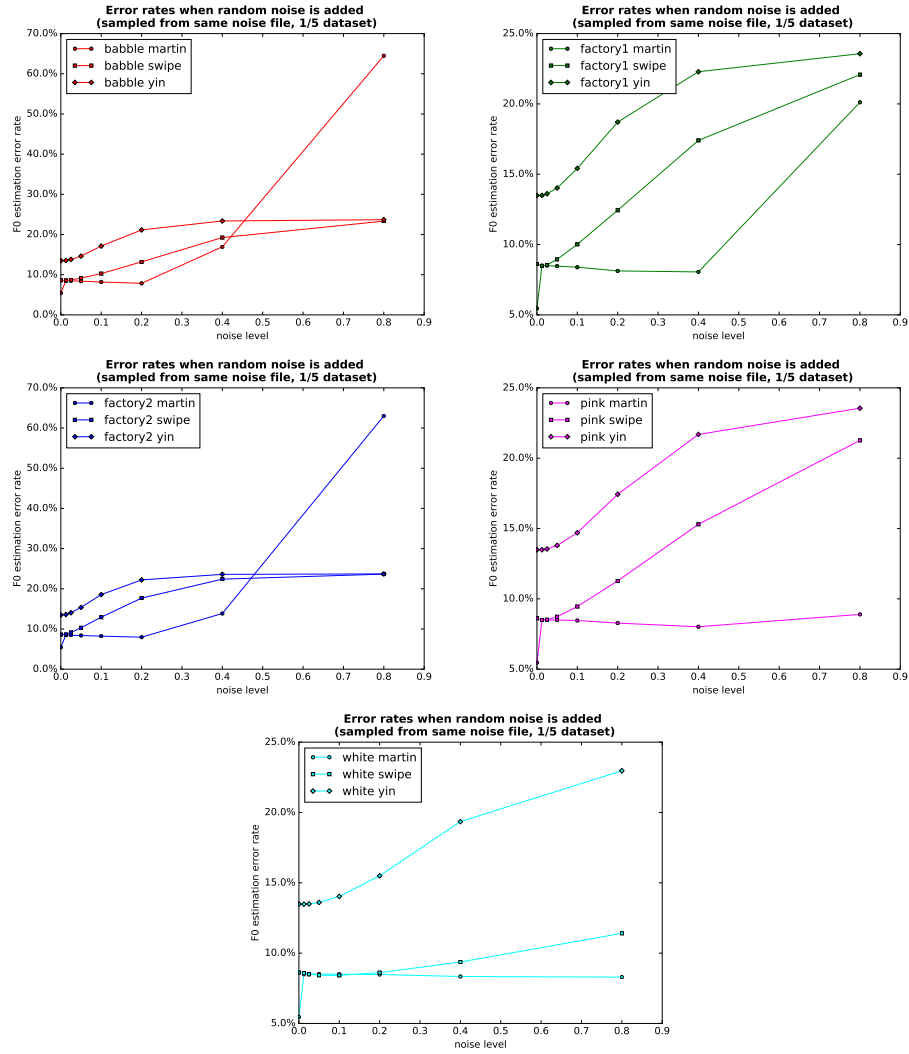 Error rates when random noise is added
(sampled from same noise file, 1/5 dataset)
70.0%
60.0%
50.0%
40.0%
30.0%
20.0%
10.0%
0.0%
F0 estimation error rate
babble martin
babble swipe
babble yin
0.0 0.1 0.2 0.3 0.4 0.5 0.6 0.7 0.8 0.9
noise level
Error rates when random noise is added
(sampled from same noise file, 1/5 dataset)
25.0%
20.0%
15.0%
10.0%
5.0%
F0 estimation error rate
factory1 martin
factory1 swipe
factory1 yin
0.0 0.1 0.2 0.3 0.4 0.5 0.6 0.7 0.8 0.9
noise level
Error rates when random noise is added
(sampled from same noise file, 1/5 dataset)
70.0%
60.0%
50.0%
40.0%
30.0%
20.0%
10.0%
0.0%
F0 estimation error rate
factory2 martin
factory2 swipe
factory2 yin
0.0 0.1 0.2 0.3 0.4 0.5 0.6 0.7 0.8 0.9
noise level
Error rates when random noise is added
(sampled from same noise file, 1/5 dataset)
25.0%
20.0%
15.0%
10.0%
5.0%
F0 estimation error rate
pink martin
pink swipe
pink yin
0.0 0.1 0.2 0.3 0.4 0.5 0.6 0.7 0.8 0.9
noise level
Error rates when random noise is added
(sampled from same noise file, 1/5 dataset)
25.0%
20.0%
15.0%
10.0%
5.0%
F0 estimation error rate
white martin
white swipe
white yin
0.0 0.1 0.2 0.3 0.4 0.5 0.6 0.7 0.8 0.9
noise level